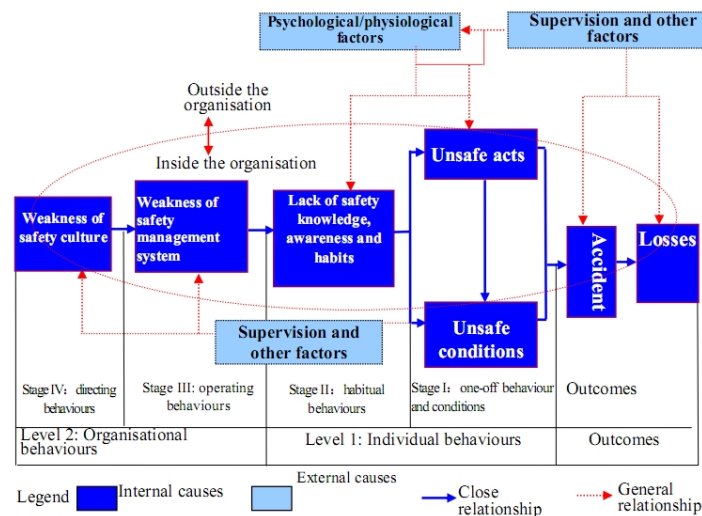 Psychological/physiological
factors
Supervision and other
factors
Outside the
organisation
Inside the organisation
Unsafe acts
Weakness of
safety culture
Weakness of
safety
management
system
Lack of safety
knowledge,
awareness and
habits
Accident
Losses
Supervision and
other factors
Unsafe
conditions
Stage IV: directing
behaviours
Stage III: operating
behaviours
Stage II: habitual
behaviours
Stage I: one-off behaviour
and conditions
Outcomes
Level 2: Organisational
behaviours
Level 1: Individual behaviours
Outcomes
Legend
Internal causes
External causes
Close
relationship
General
relationship